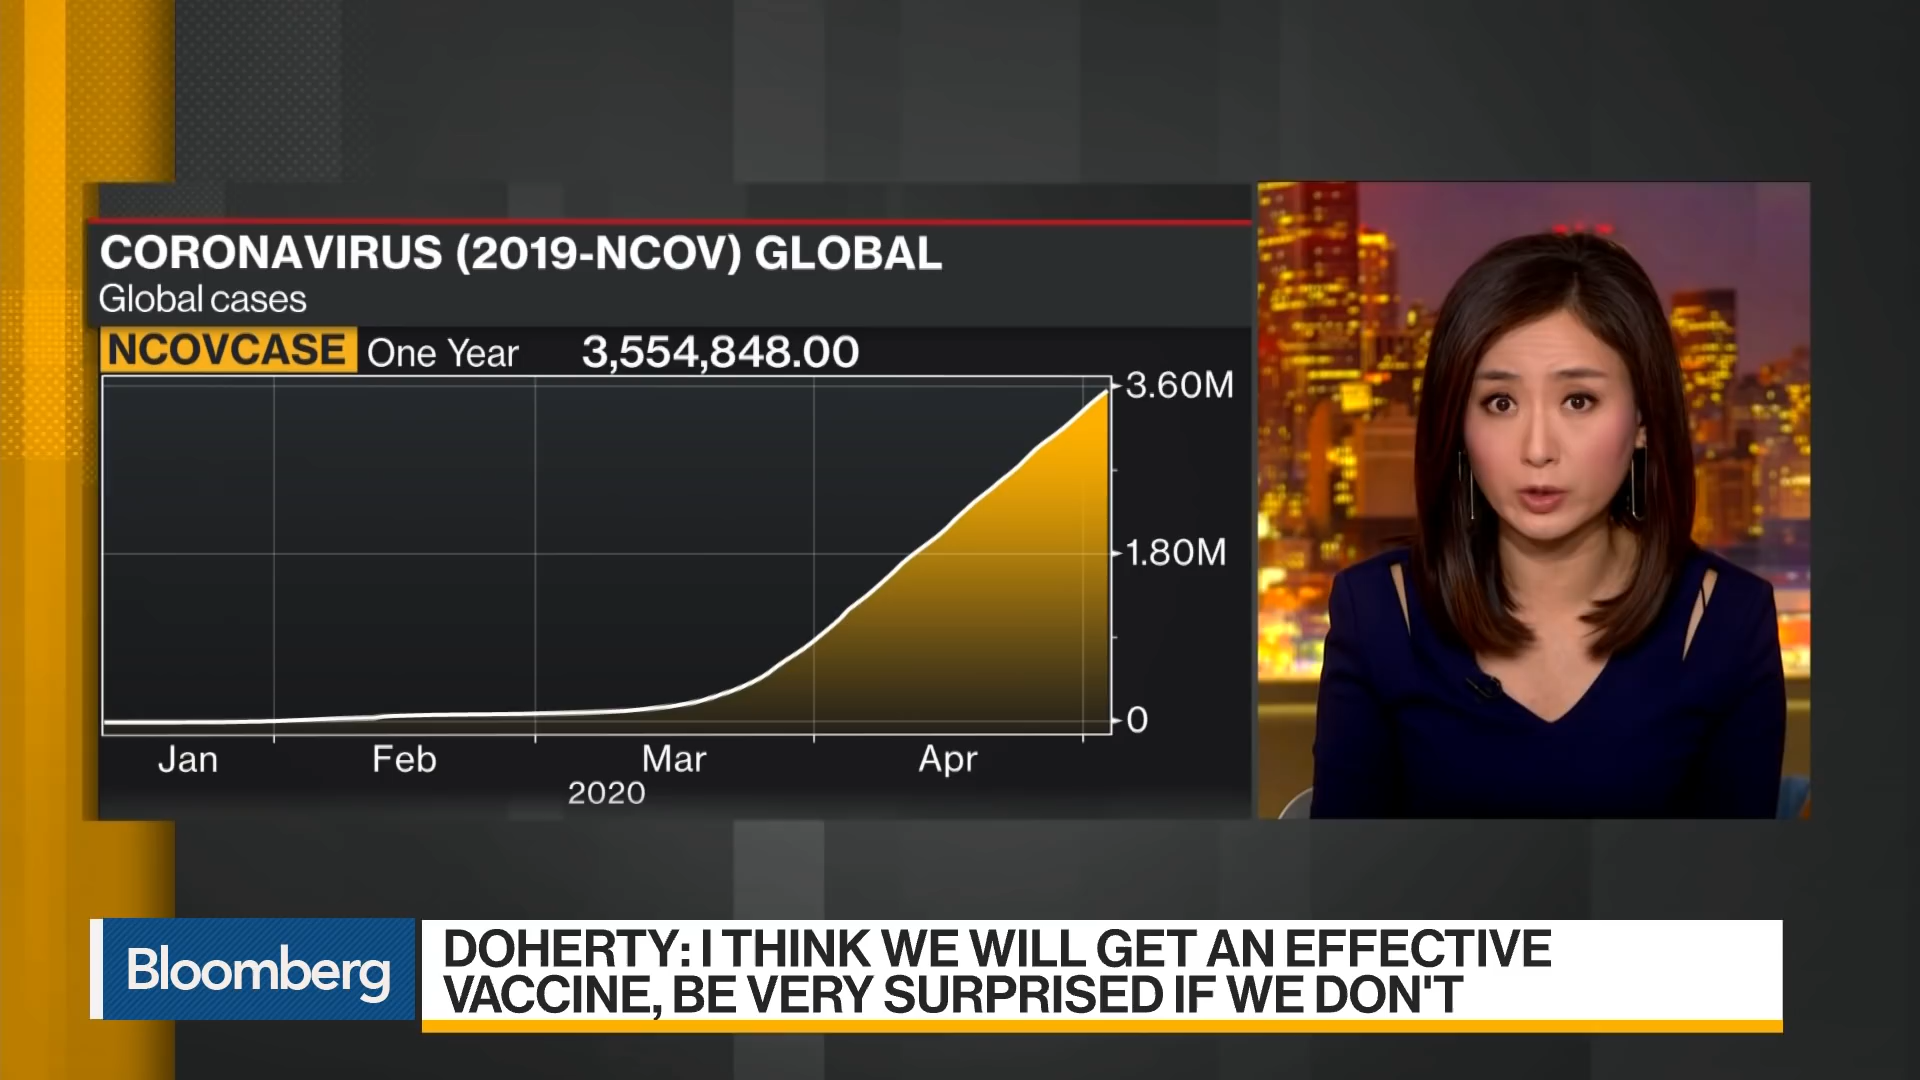 CORONAVIRUS (2019-NCOV) GLOBAL
Global cases
NCOVCASE One Year 3,554,848.00
3.60M
1.80M
0
Jan Feb Mar Apr
2020
Bloomberg
DOHERTY: I THINK WE WILL GET AN EFFECTIVE
VACCINE, BE VERY SURPRISED IF WE DON'T